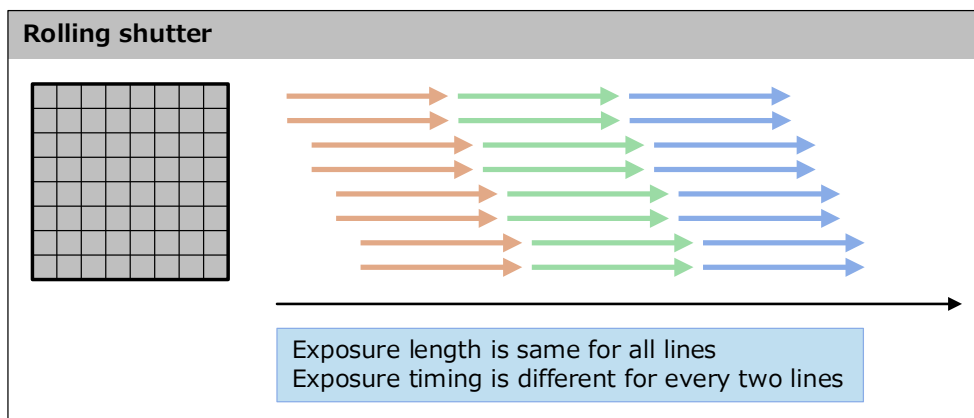 Rolling shutter
Exposure length is same for all lines
Exposure timing is different for every two lines